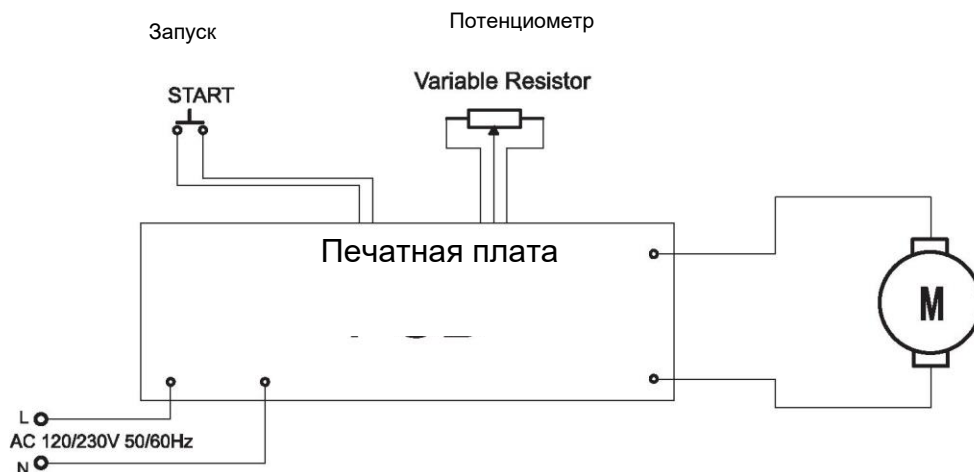 Запуск
Потенциометр
START
Variable Resistor
Печатная плата
M
L
AC 120/230V 50/60Hz
N